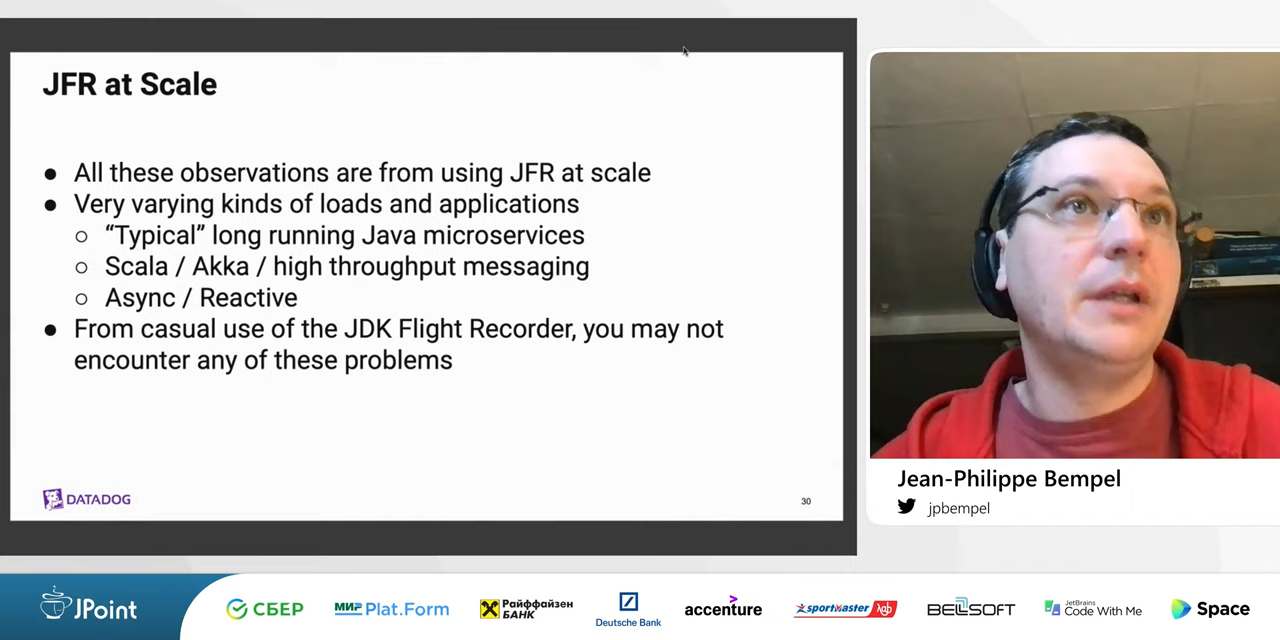 JFR at Scale
● All these observations are from using JFR at scale
● Very varying kinds of loads and applications
○ “Typical” long running Java microservices
○ Scala / Akka / high throughput messaging
○ Async / Reactive
● From casual use of the JDK Flight Recorder, you may not
encounter any of these problems
DATADOG
30
Jean-Philippe Bempel
jpbempel
JPoint
СБЕР
МИР Plat.Form
Райффайзен
БАНК
Deutsche Bank
accenture
sportmaster lab
BELLSOFT
JetBrains
Code With Me
Space